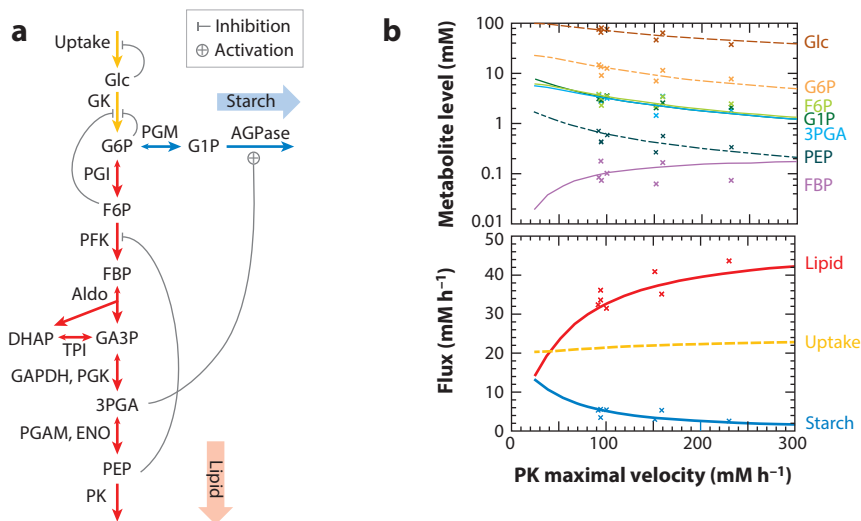 a
Inhibition
Activation
Uptake
Glc
GK
Starch
PGM
AGPase
G6P
G1P
PGI
F6P
PFK
FBP
Aldo
DHAP
GA3P
TPI
GAPDH, PGK
3PGA
PGAM, ENO
PEP
PK
Lipid
b
Metabolite level (mM)
100
10
1
0.1
0.01
Glc
G6P
F6P
G1P
3PGA
PEP
FBP
Flux (mM h⁻¹)
50
40
30
20
10
0
Lipid
Uptake
Starch
0 100 200 300
PK maximal velocity (mM h⁻¹)